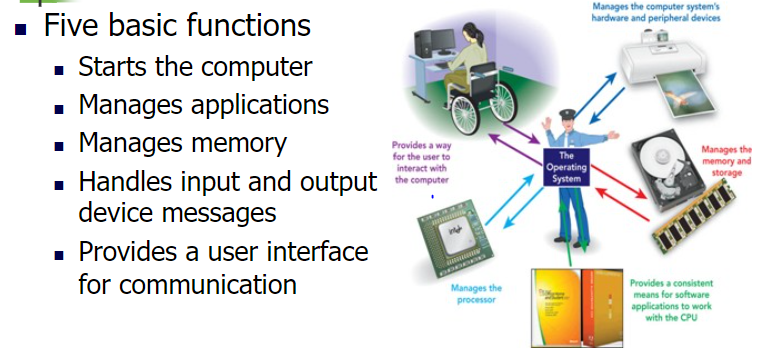 Five basic functions
Starts the computer
Manages applications
Manages memory
Handles input and output
device messages
Provides a user interface
for communication
Manages the computer system's
hardware and peripheral devices
Provides a way
for the user to
interact with
the computer
The
Operating
System
Manages the
memory and
storage
intel
Manages the
processor
Provides a consistent
means for software
applications to work
with the CPU